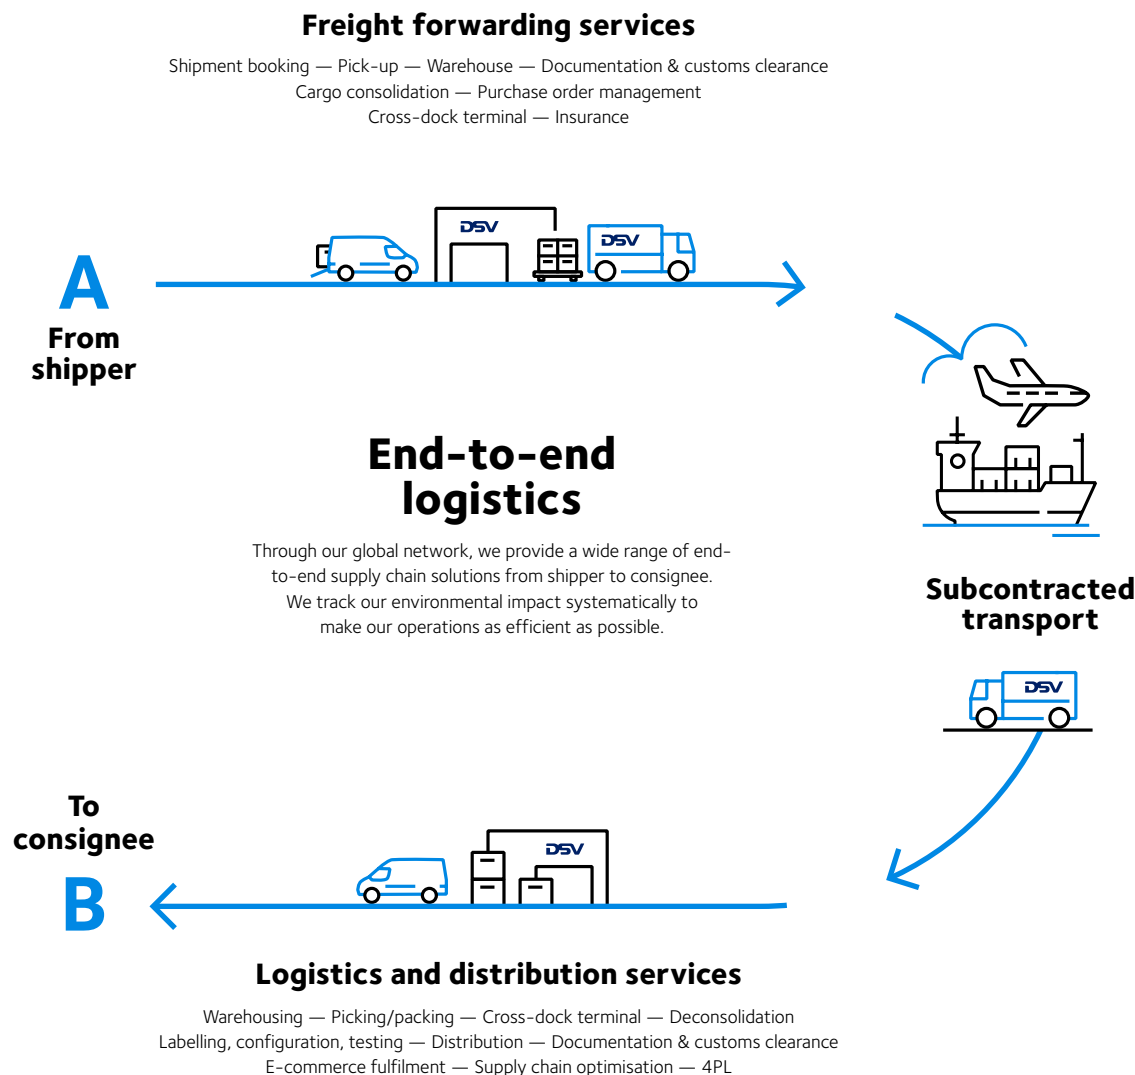 Freight forwarding services
Shipment booking — Pick-up — Warehouse — Documentation & customs clearance
Cargo consolidation — Purchase order management
Cross-dock terminal — Insurance
DSV
DSV
A
From
shipper
End-to-end
logistics
Through our global network, we provide a wide range of end-
to-end supply chain solutions from shipper to consignee.
We track our environmental impact systematically to
make our operations as efficient as possible.
Subcontracted
transport
DSV
To
consignee
B
DSV
Logistics and distribution services
Warehousing — Picking/packing — Cross-dock terminal — Deconsolidation
Labelling, configuration, testing — Distribution — Documentation & customs clearance
E-commerce fulfilment — Supply chain optimisation — 4PL